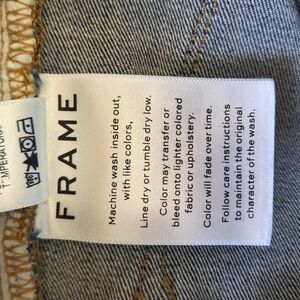 FRAME
Machine wash inside out,
with like colors,
Line dry or tumble dry low.
Color may transfer or
bleed onto lighter colored
fabric or upholstery.
Color will fade over time.
Follow care instructions
to maintain the original
character of the wash.